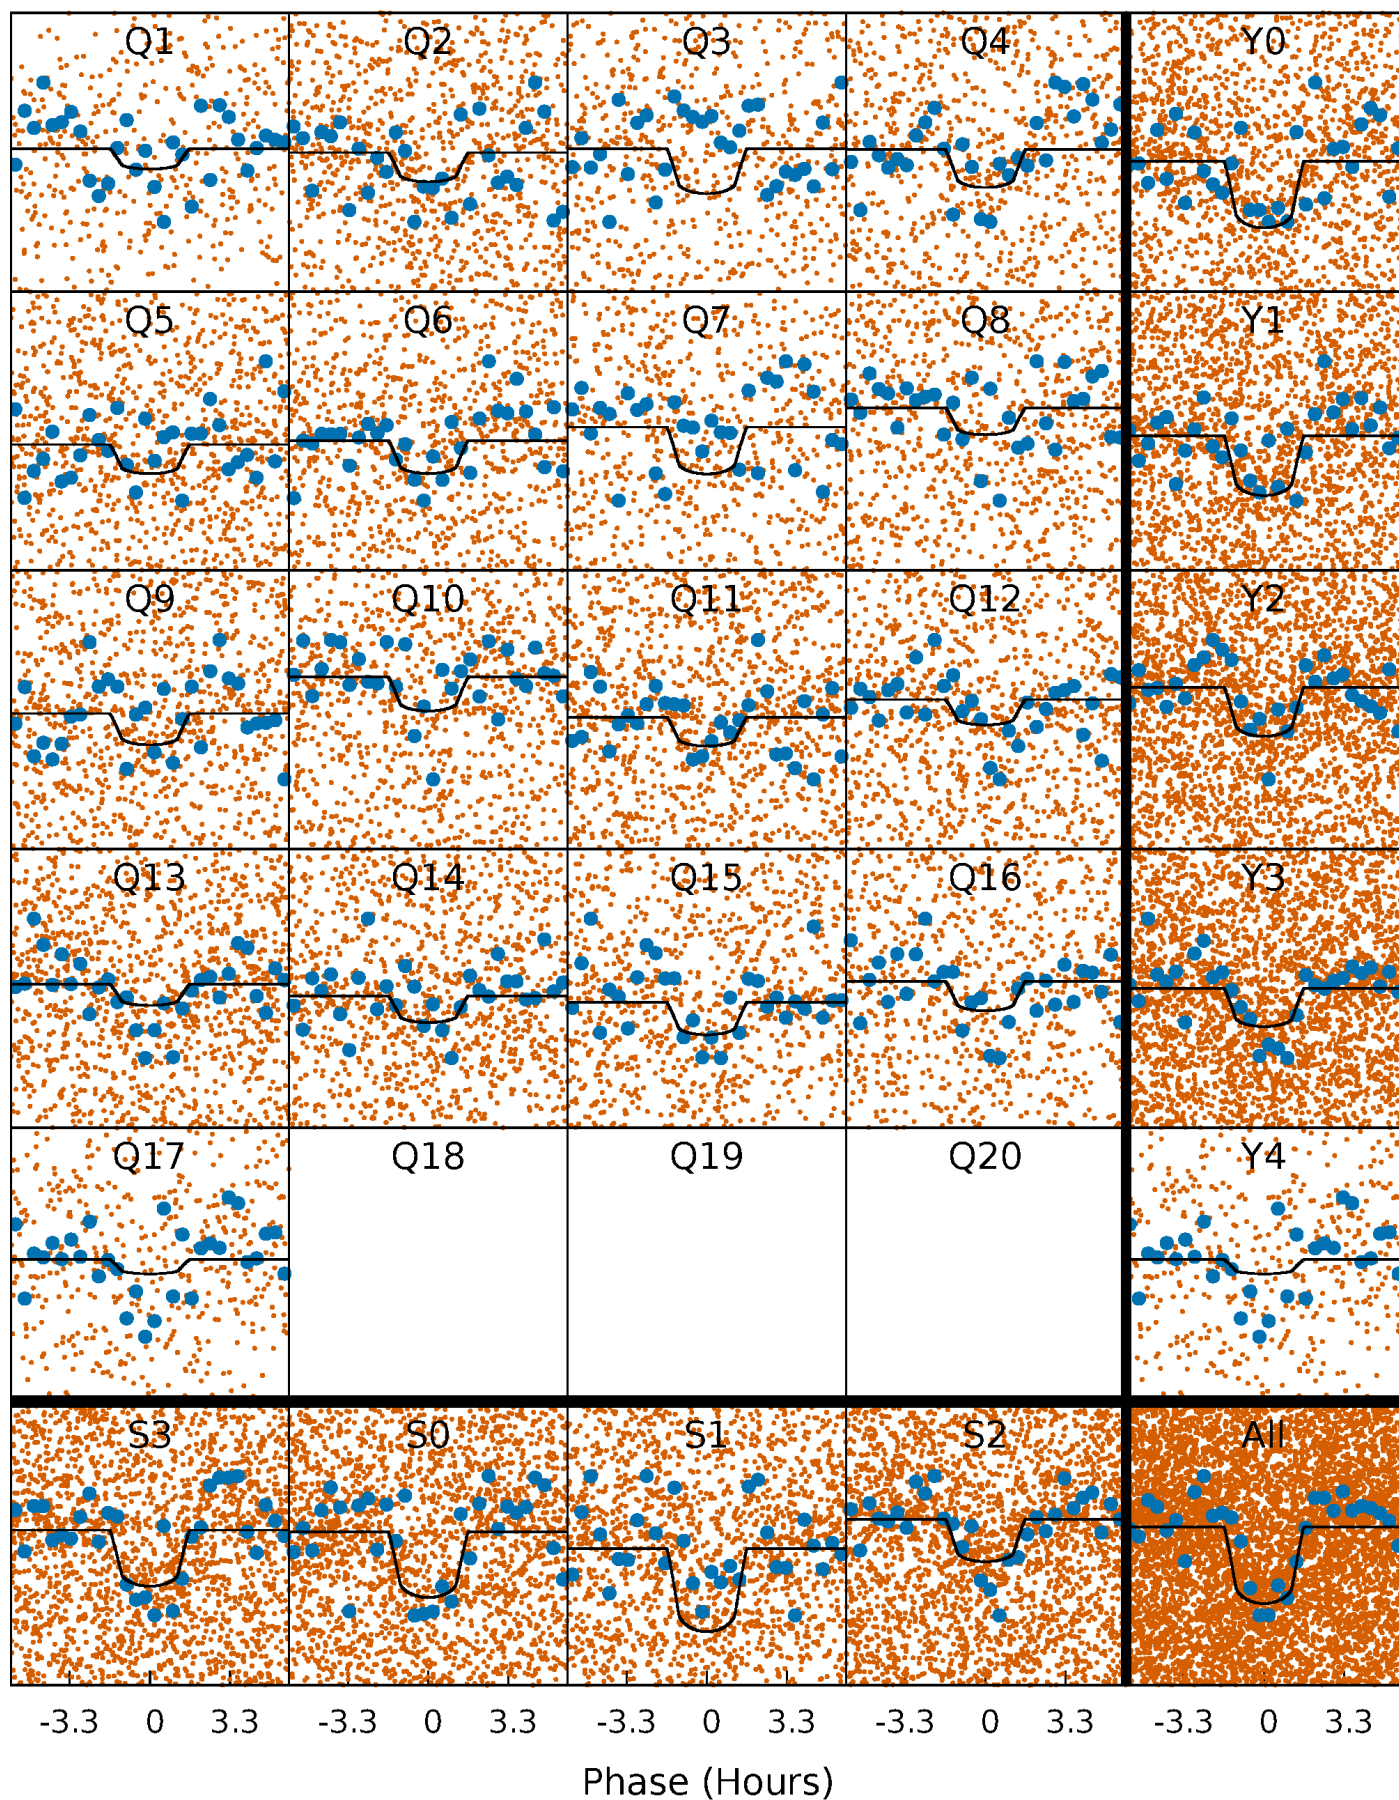 Q1 Q2 Q3 Q4 Y0
Q5 Q6 Q7 Q8 Y1
Q9 Q10 Q11 Q12 Y2
Q13 Q14 Q15 Q16 Y3
Q17 Q18 Q19 Q20 Y4
S3 S0 S1 S2 All
-3.3 0 3.3 -3.3 0 3.3 -3.3 0 3.3 -3.3 0 3.3 -3.3 0 3.3
Phase (Hours)